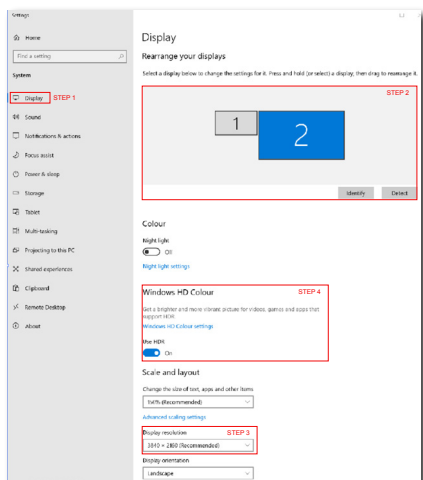 Settings
Home
Display
Find a setting
Rearrange your displays
System
Select a display below to change the settings for it. Press and hold (or select) a display, then drag to rearrange it.
STEP 2
Display
STEP 1
Sound
Notifications & actions
Focus assist
Power & sleep
Storage
Tablet
Multi-tasking
Projecting to this PC
Shared experiences
Clipboard
Remote Desktop
About
1
2
Identify
Detect
Colour
Night light
Off
Night light settings
Windows HD Colour
STEP 4
Get a brighter and more vibrant picture for videos, games and apps that
support HDR.
Windows HD Colour settings
Use HDR
On
Scale and layout
Change the size of text, apps and other items
150% (Recommended)
Advanced scaling settings
Display resolution
STEP 3
3840 × 2160 (Recommended)
Display orientation
Landscape